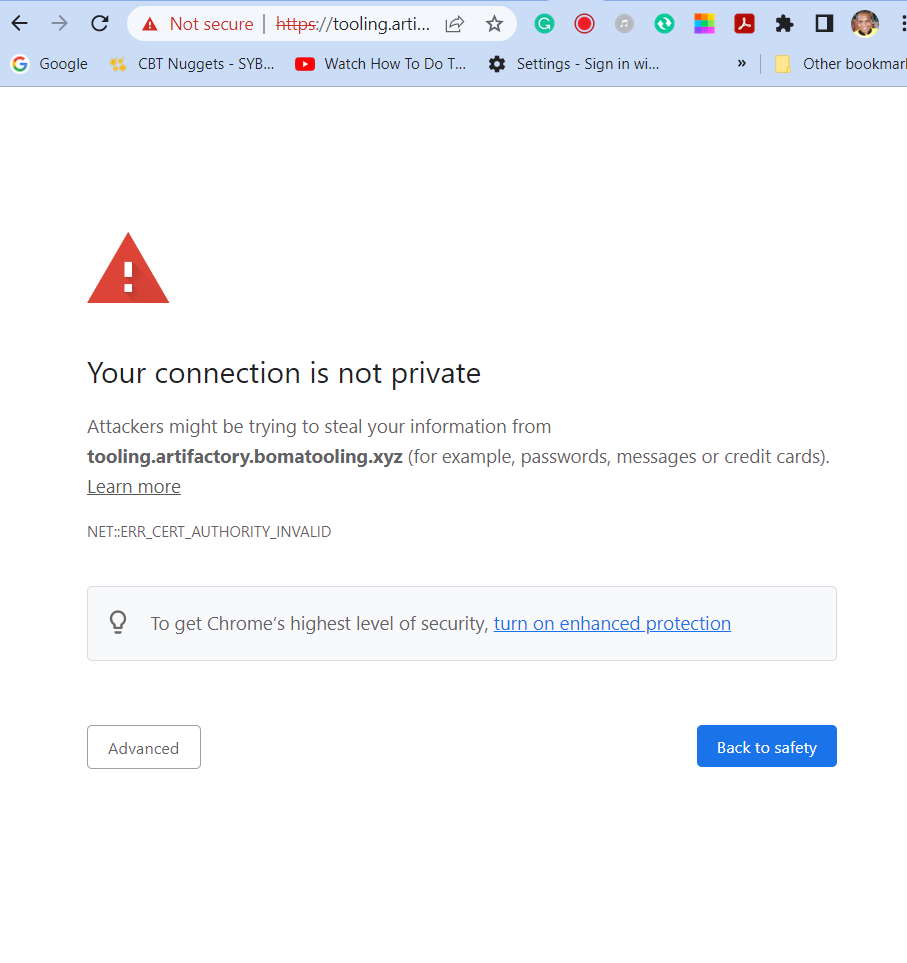 Not secure | https://tooling.arti...
Google CBT Nuggets - SYB... Watch How To Do T... Settings - Sign in wi... » Other bookmark
Your connection is not private
Attackers might be trying to steal your information from
tooling.artifactory.bomatooling.xyz (for example, passwords, messages or credit cards).
Learn more
NET::ERR_CERT_AUTHORITY_INVALID
To get Chrome’s highest level of security, turn on enhanced protection
Advanced
Back to safety